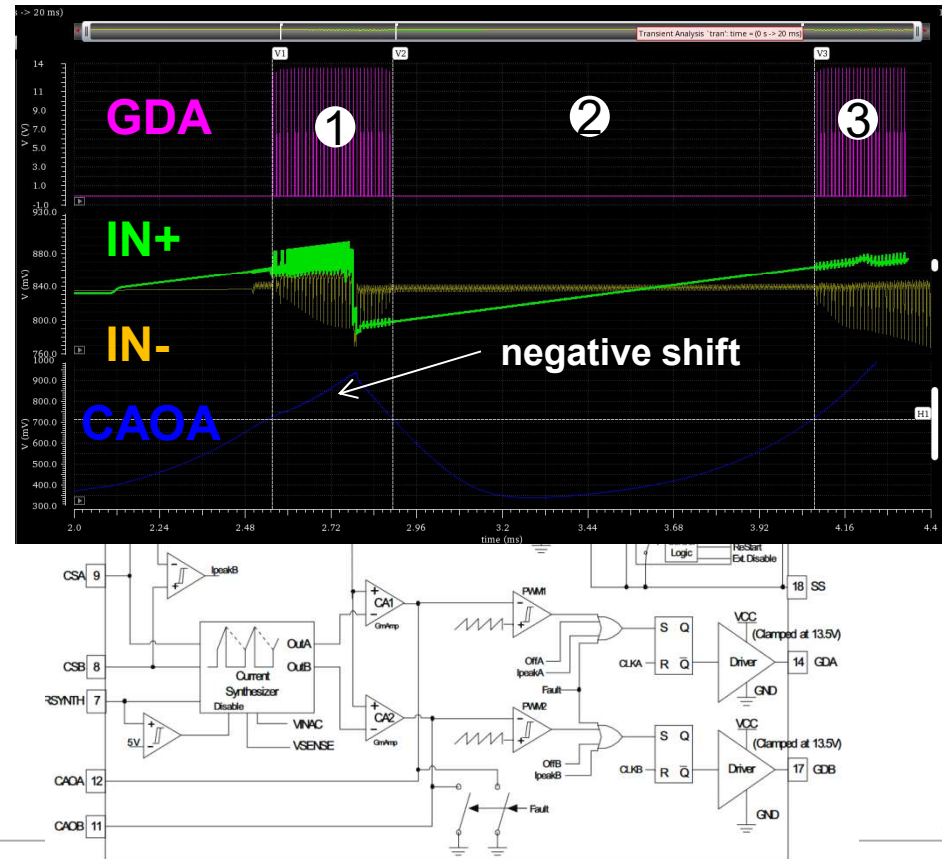 s -> 20 ms)
Transient Analysis `tran': time = (0 s -> 20 ms)
V1
V2
V3
14
11
9.0
7.0
5.0
3.0
1.0
-1.0
V (V)
GDA
1
2
3
930.0
880.0
840.0
800.0
760.0
V (mV)
IN+
IN-
negative shift
1000
900.0
800.0
700.0
600.0
500.0
400.0
300.0
V (mV)
CAOA
H1
2.0 2.24 2.48 2.72 2.96 3.2 3.44 3.68 3.92 4.16 4.4
time (ms)
CSA 9
IpeakB
CSB 8
RSYNTH 7
5V
Current
Synthesizer
Disable
OutA
OutB
VINAC
VSENSE
CAOA 12
CAOB 11
CA1
GmAmp
CA2
GmAmp
PWM1
PWM2
OffA
IpeakA
Fault
OffB
IpeakB
Fault
CLKA
CLKB
S Q
R Q
S Q
R Q
Logic
ReStart
Ext. Disable
18 SS
VCC
(Clamped at 13.5V)
Driver
14 GDA
GND
VCC
(Clamped at 13.5V)
Driver
17 GDB
GND